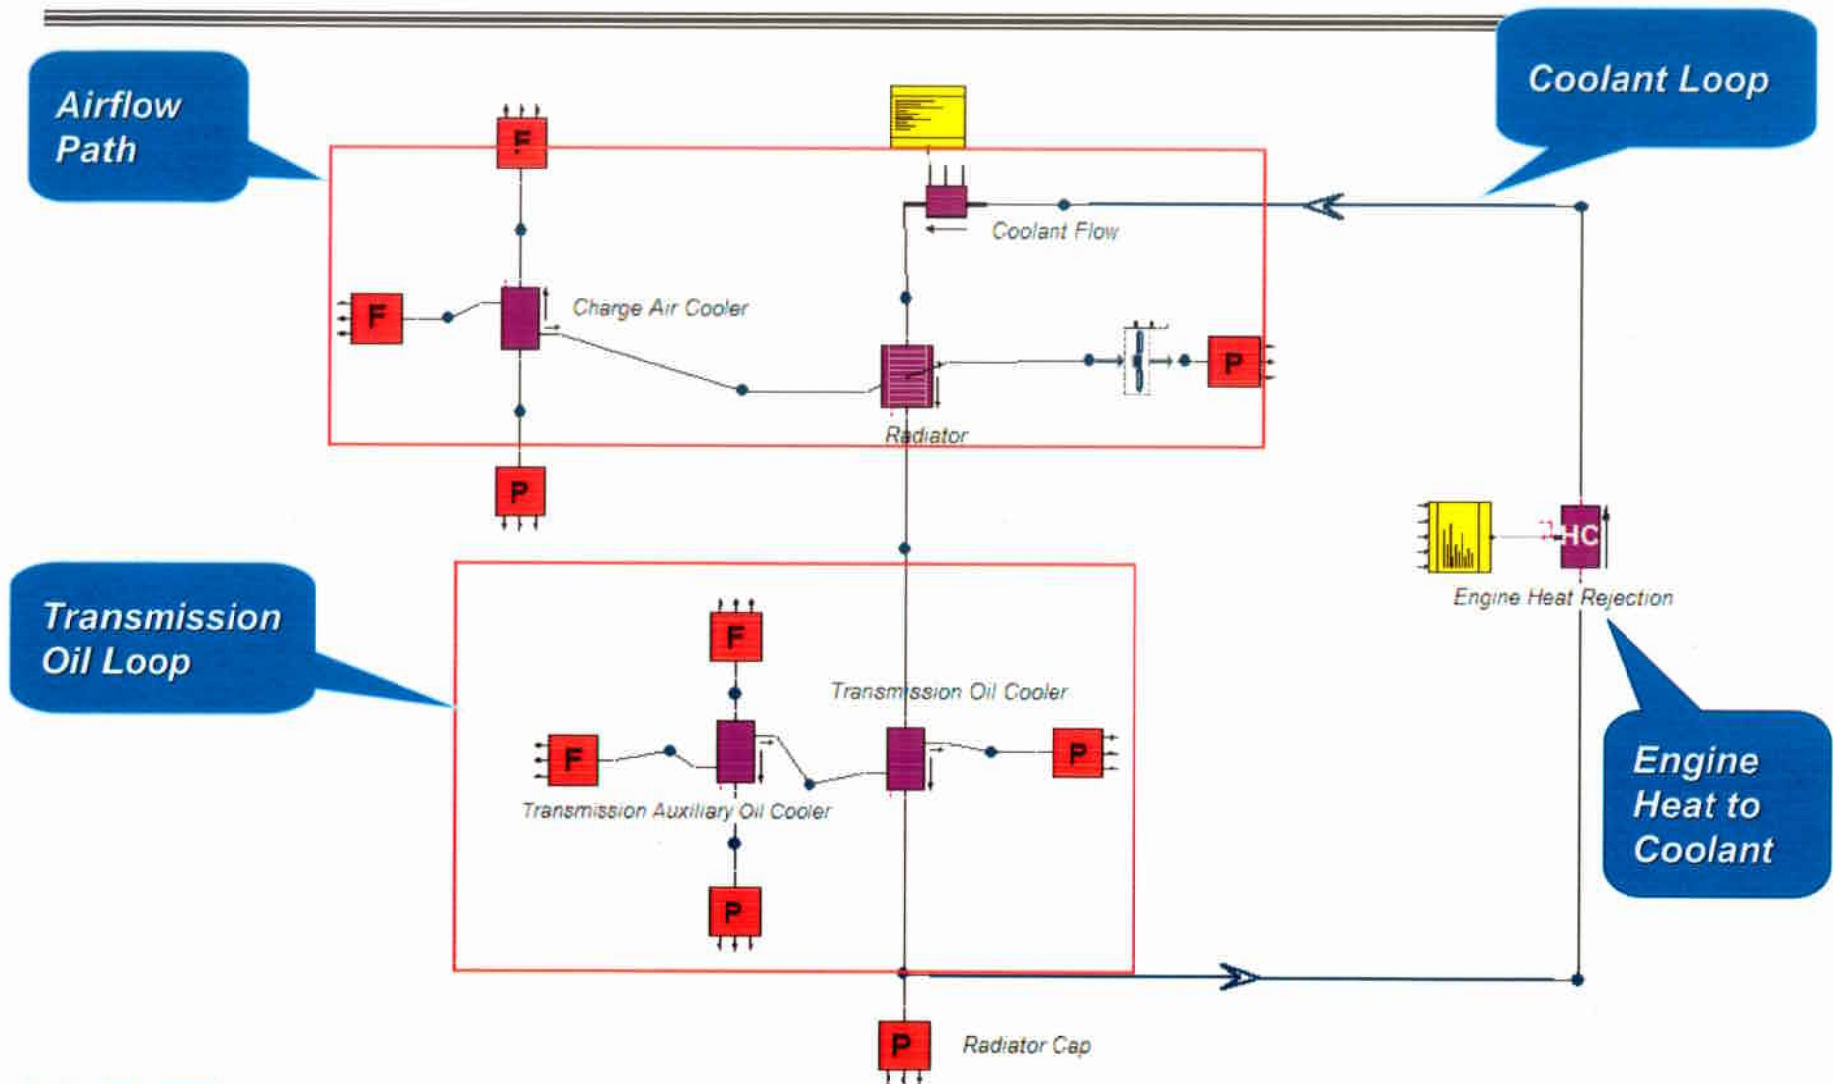 Airflow
Path
Coolant Loop
F
Coolant Flow
F
Charge Air Cooler
P
Radiator
P
HC
Engine Heat Rejection
Transmission
Oil Loop
F
Transmission Oil Cooler
F
P
Transmission Auxiliary Oil Cooler
Engine
Heat to
Coolant
P
P
Radiator Cap